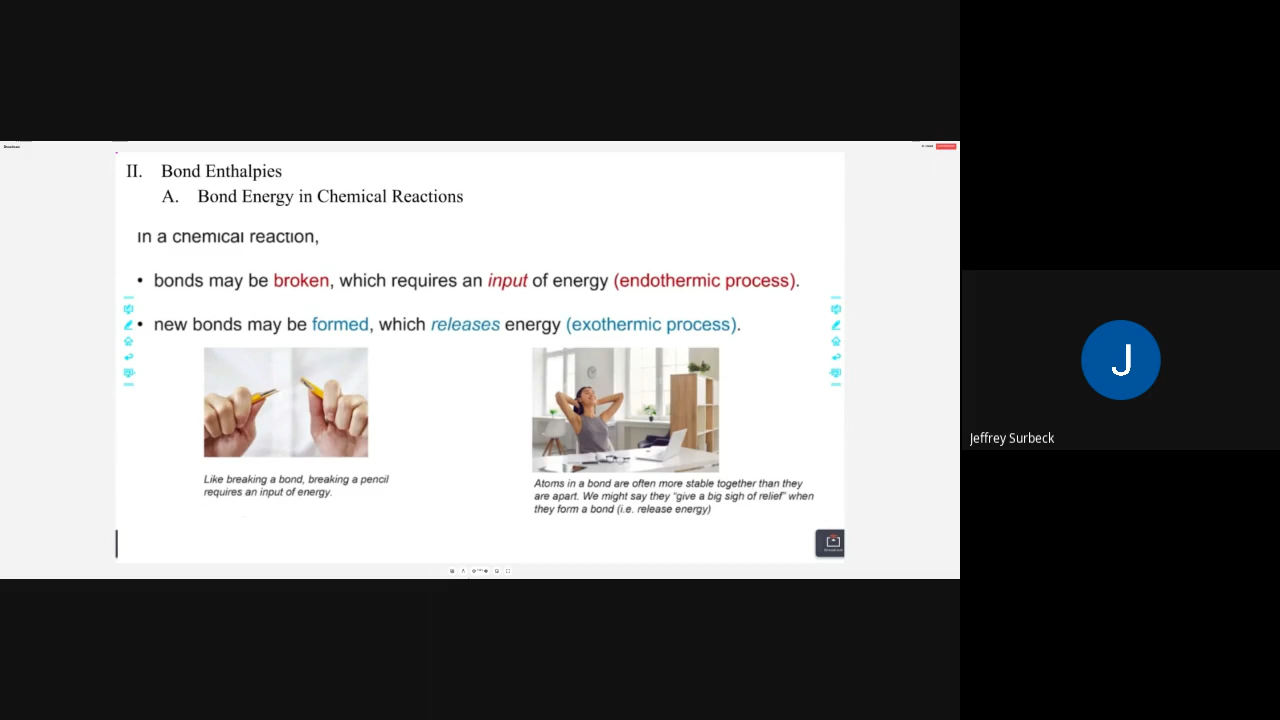 II. Bond Enthalpies
A. Bond Energy in Chemical Reactions
In a chemical reaction,
• bonds may be broken, which requires an input of energy (endothermic process).
• new bonds may be formed, which releases energy (exothermic process).
Like breaking a bond, breaking a pencil
requires an input of energy.
Atoms in a bond are often more stable together than they
are apart. We might say they "give a big sigh of relief" when
they form a bond (i.e. release energy)
J
Jeffrey Surbeck